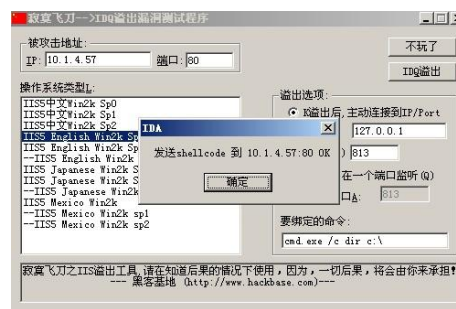 寂寞飞刀-->IDQ溢出漏洞测试程序
被攻击地址:
IP: 10.1.4.57 端口: 80
不玩了
IDQ溢出
操作系统类型L:
IIS5中文Win2k Sp0
IIS5中文Win2k Sp1
IIS5中文Win2k Sp2
IIS5 English Win2k Sp
IIS5 English Win2k Sp
--IIS5 English Win2k
IIS5 Japanese Win2k S
IIS5 Japanese Win2k S
--IIS5 Japanese Win2k
IIS5 Mexico Win2k
--IIS5 Mexico Win2k sp1
--IIS5 Mexico Win2k sp2
溢出选项:
K溢出后,主动连接到IP/Port
127.0.0.1
) 813
在一个端口监听(Q)
口A: 813
要绑定的命令:
cmd.exe /c dir c:\
IDA
发送shellcode 到 10.1.4.57:80 OK
确定
寂寞飞刀之IIS溢出工具,请在知道后果的情况下使用,因为,一切后果,将会由你来承担!
--- 黑客基地 (http://www.hackbase.com)---